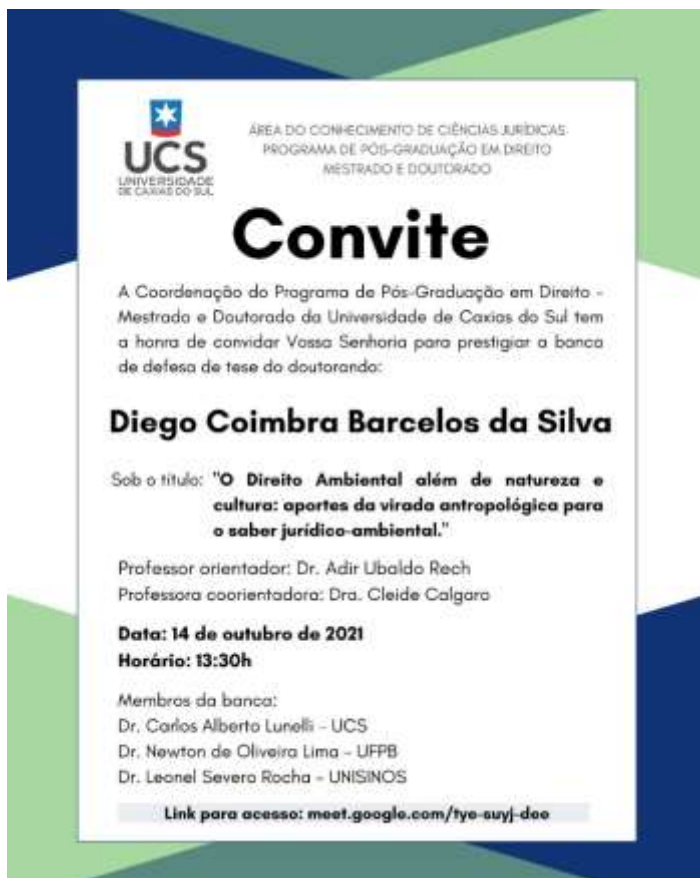 UCS
UNIVERSIDADE
DE CAXIAS DO SUL
ÁREA DO CONHECIMENTO DE CIÊNCIAS JURÍDICAS
PROGRAMA DE PÓS-GRADUAÇÃO EM DIREITO
MESTRADO E DOUTORADO
Convite
A Coordenação do Programa de Pós-Graduação em Direito -
Mestrado e Doutorado da Universidade de Caxias do Sul tem
a honra de convidar Vossa Senhoria para prestigiar a banca
de defesa de tese do doutorando:
Diego Coimbra Barcelos da Silva
Sob o título: "O Direito Ambiental além de natureza e
cultura: aportes da virada antropológica para
o saber jurídico-ambiental."
Professor orientador: Dr. Adir Ubaldo Rech
Professora coorientadora: Dra. Cleide Calgaro
Data: 14 de outubro de 2021
Horário: 13:30h
Membros da banca:
Dr. Carlos Alberto Lunelli - UCS
Dr. Newton de Oliveira Lima - UFPB
Dr. Leonel Severo Rocha - UNISINOS
Link para acesso: meet.google.com/tye-suyj-dee